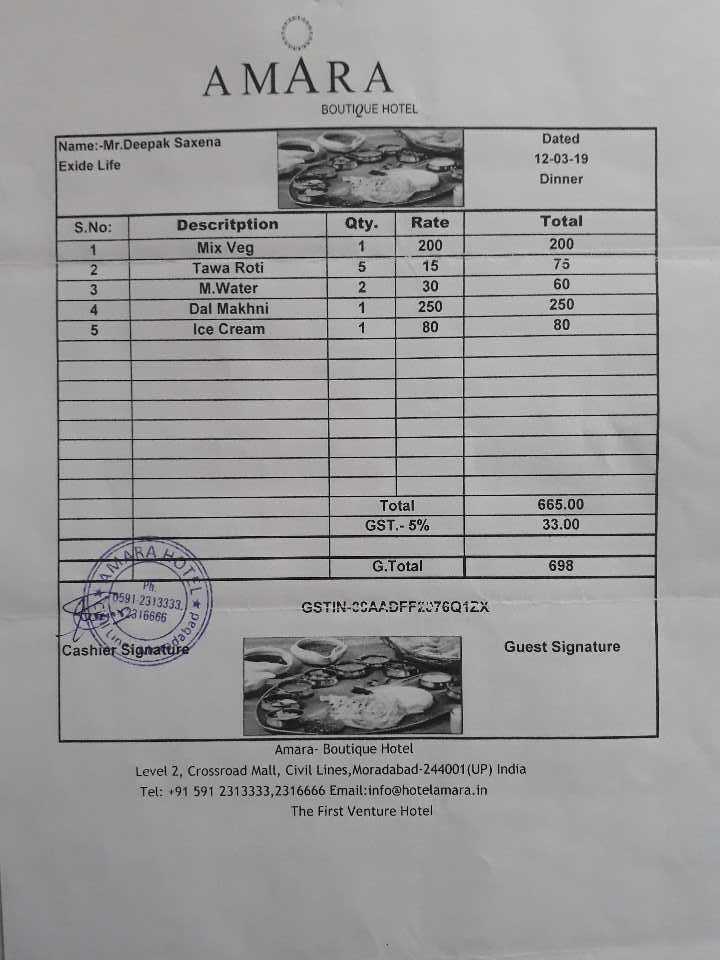 AMARA
BOUTIQUE HOTEL
Name:-Mr.Deepak Saxena
Exide Life
Dated
12-03-19
Dinner
S.No: Descritption Qty. Rate Total
1 Mix Veg 1 200 200
2 Tawa Roti 5 15 75
3 M.Water 2 30 60
4 Dal Makhni 1 250 250
5 Ice Cream 1 80 80
Total 665.00
GST.- 5% 33.00
G.Total 698
AMARA HOTEL
Ph.
0591-2313333,
2316666
Civil Lines, Moradabad
Cashier Signature
Guest Signature
Amara- Boutique Hotel
Level 2, Crossroad Mall, Civil Lines,Moradabad-244001(UP) India
Tel: +91 591 2313333,2316666 Email:info@hotelamara.in
The First Venture Hotel